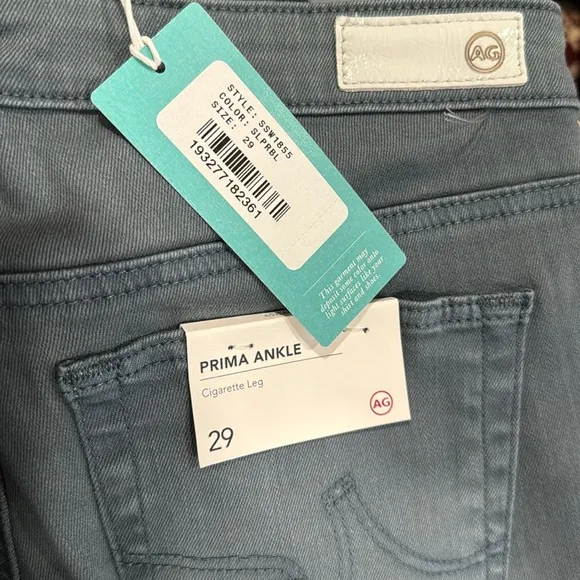 AG
STYLE: SSW1855
COLOR: SLPRBL
SIZE: 29
193277182361
This garment may
deposit some color onto
light surfaces like your
shirt and shoes.
PRIMA ANKLE
Cigarette Leg
AG
29